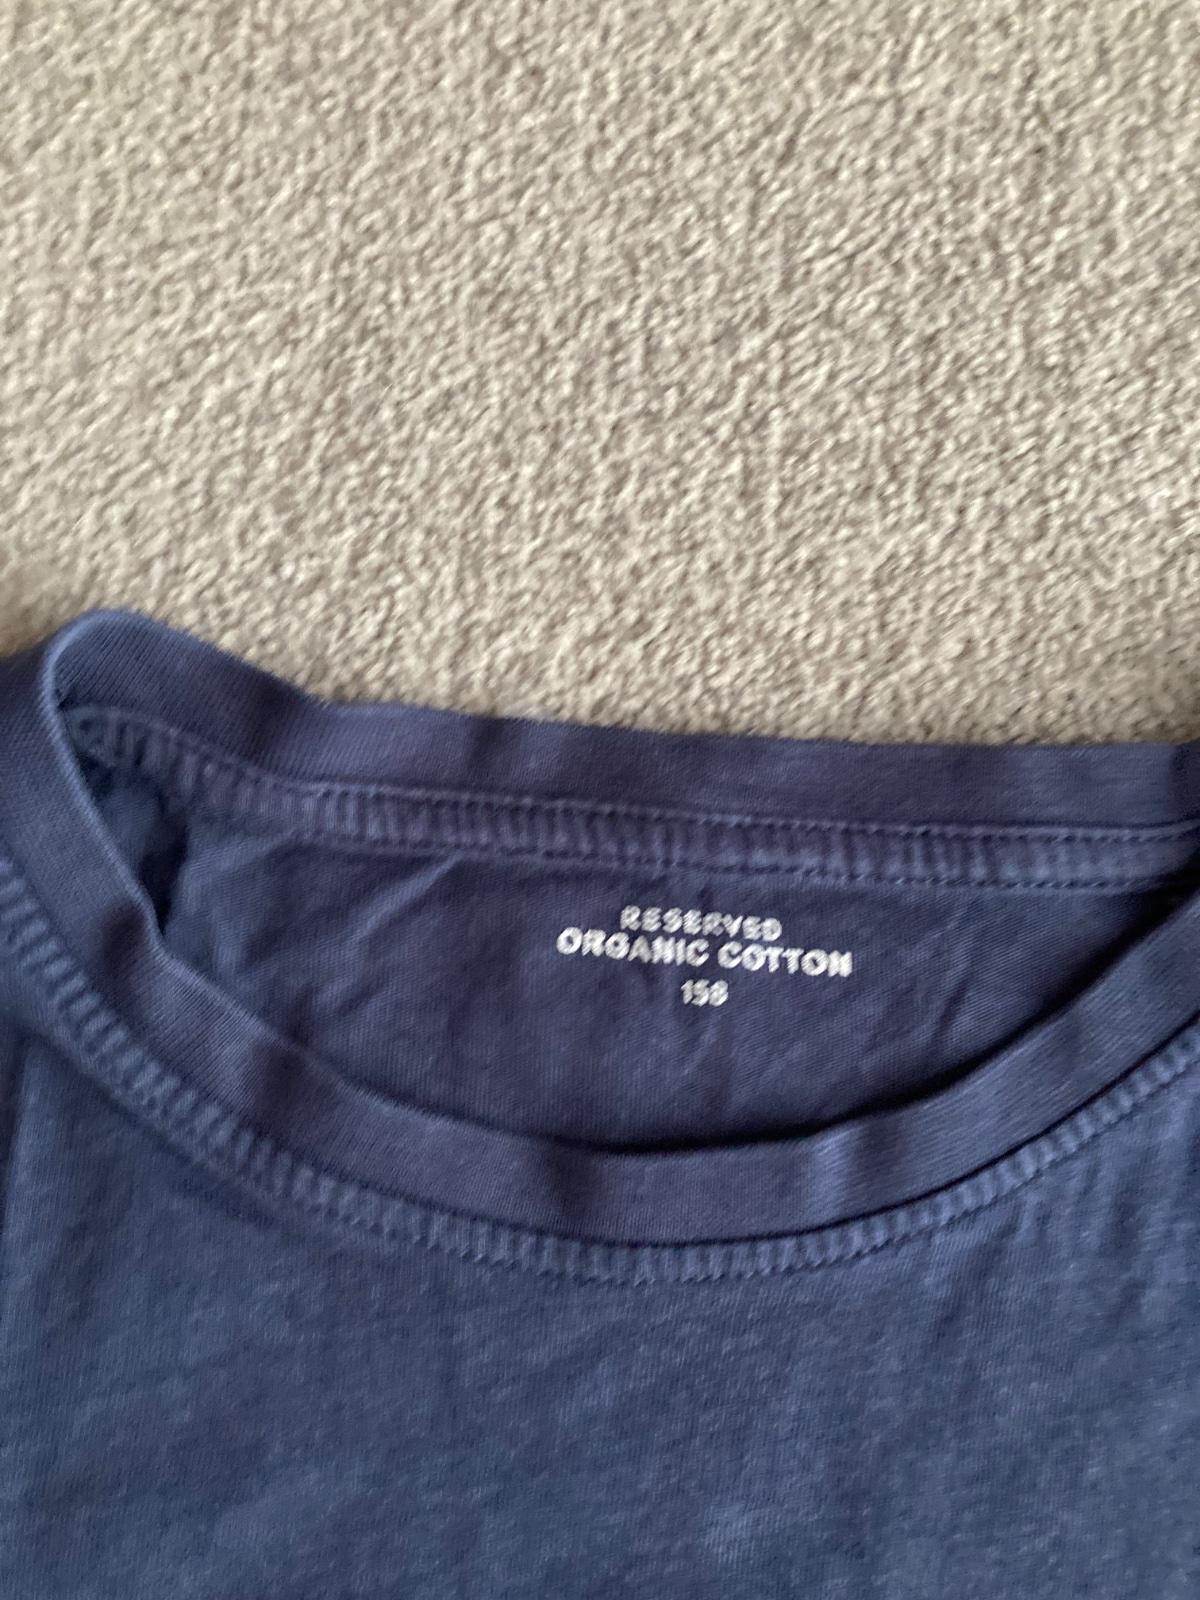 RESERVED
ORGANIC COTTON
158